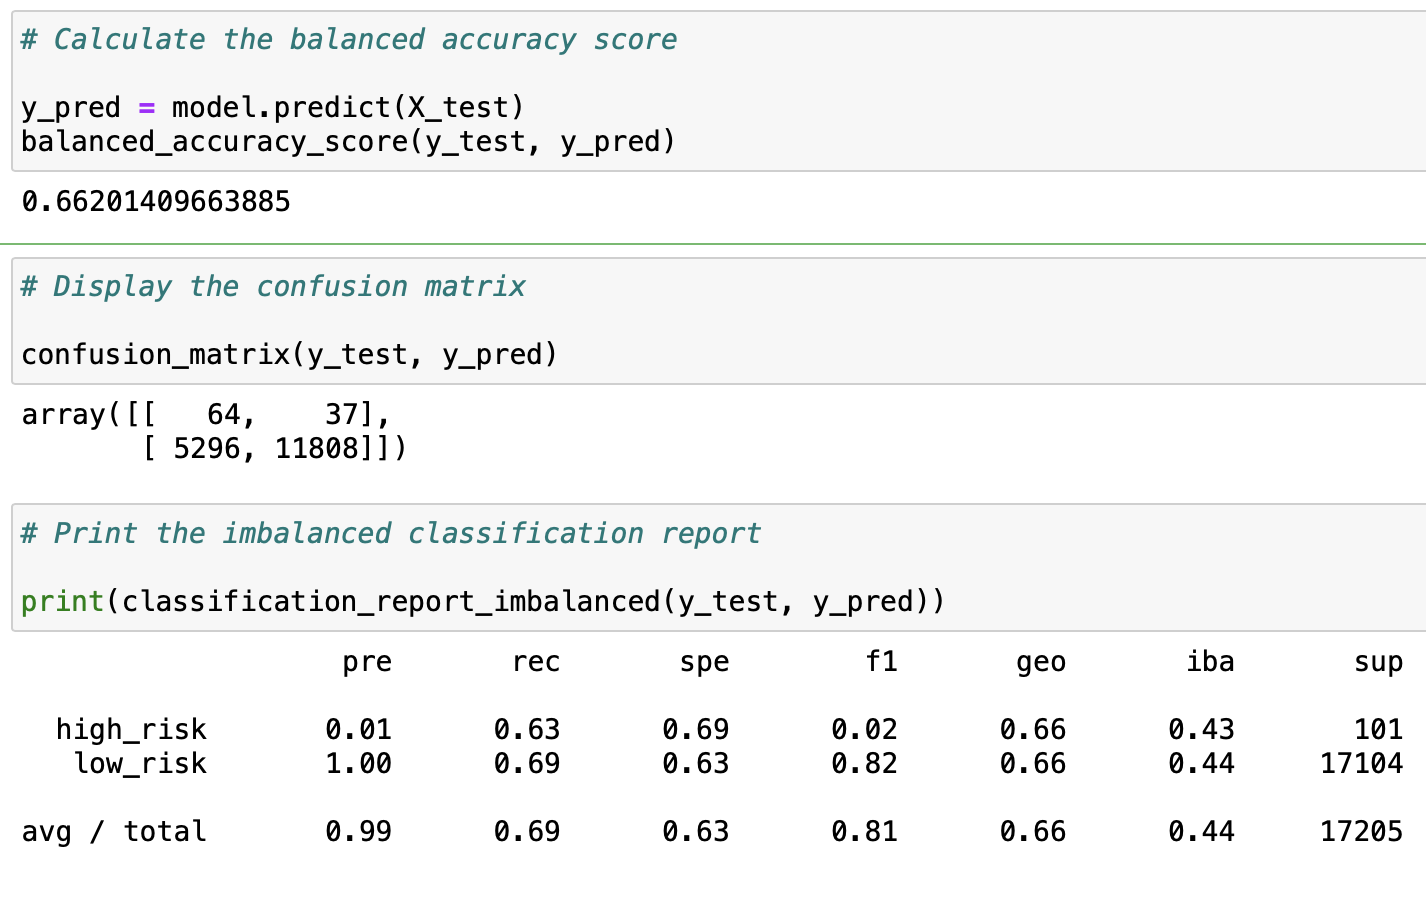 # Calculate the balanced accuracy score
y_pred = model.predict(X_test)
balanced_accuracy_score(y_test, y_pred)
0.66201409663885
# Display the confusion matrix
confusion_matrix(y_test, y_pred)
array([[   64,    37],
       [ 5296, 11808]])
# Print the imbalanced classification report
print(classification_report_imbalanced(y_test, y_pred))
                   pre       rec       spe        f1       geo       iba       sup
  high_risk       0.01      0.63      0.69      0.02      0.66      0.43       101
   low_risk       1.00      0.69      0.63      0.82      0.66      0.44     17104
avg / total       0.99      0.69      0.63      0.81      0.66      0.44     17205